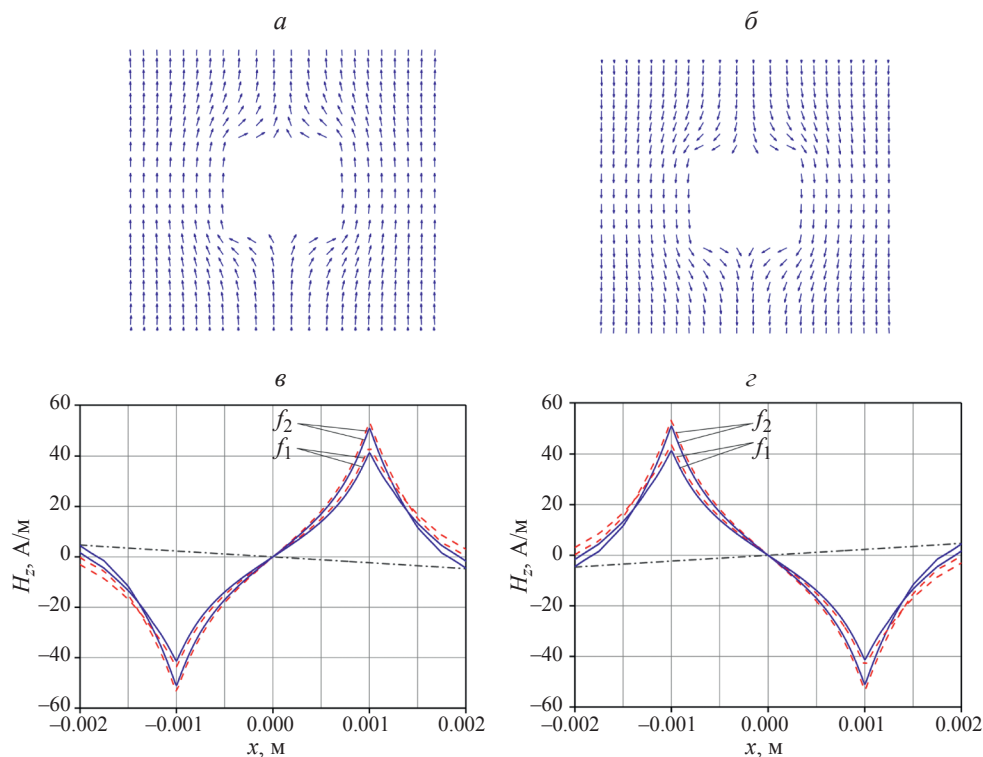 а б
в г
60 60
f₂ f₂
40 f₁ 40 f₁
20 20
H_z, А/м 0 H_z, А/м 0
–20 –20
–40 –40
–60 –60
–0.002 –0.001 0.000 0.001 0.002 –0.002 –0.001 0.000 0.001 0.002
x, м x, м